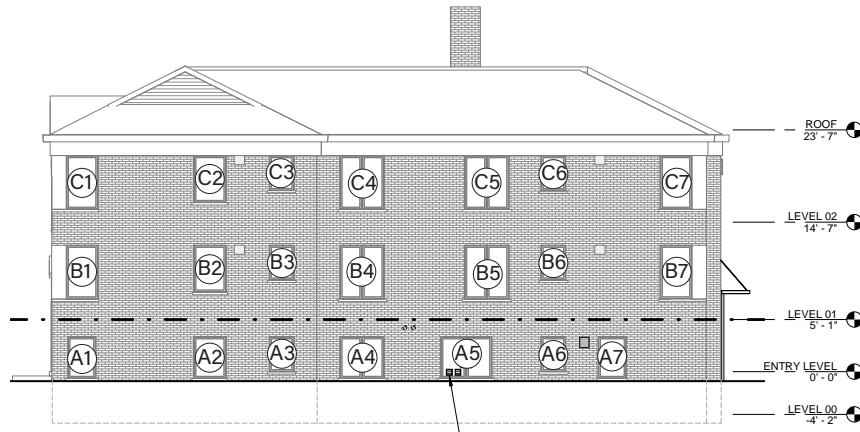 ROOF
23' - 7"
C1 C2 C3 C4 C5 C6 C7
LEVEL 02
14' - 7"
B1 B2 B3 B4 B5 B6 B7
LEVEL 01
5' - 1"
A1 A2 A3 A4 A5 A6 A7
ENTRY LEVEL
0' - 0"
LEVEL 00
-4' - 2"